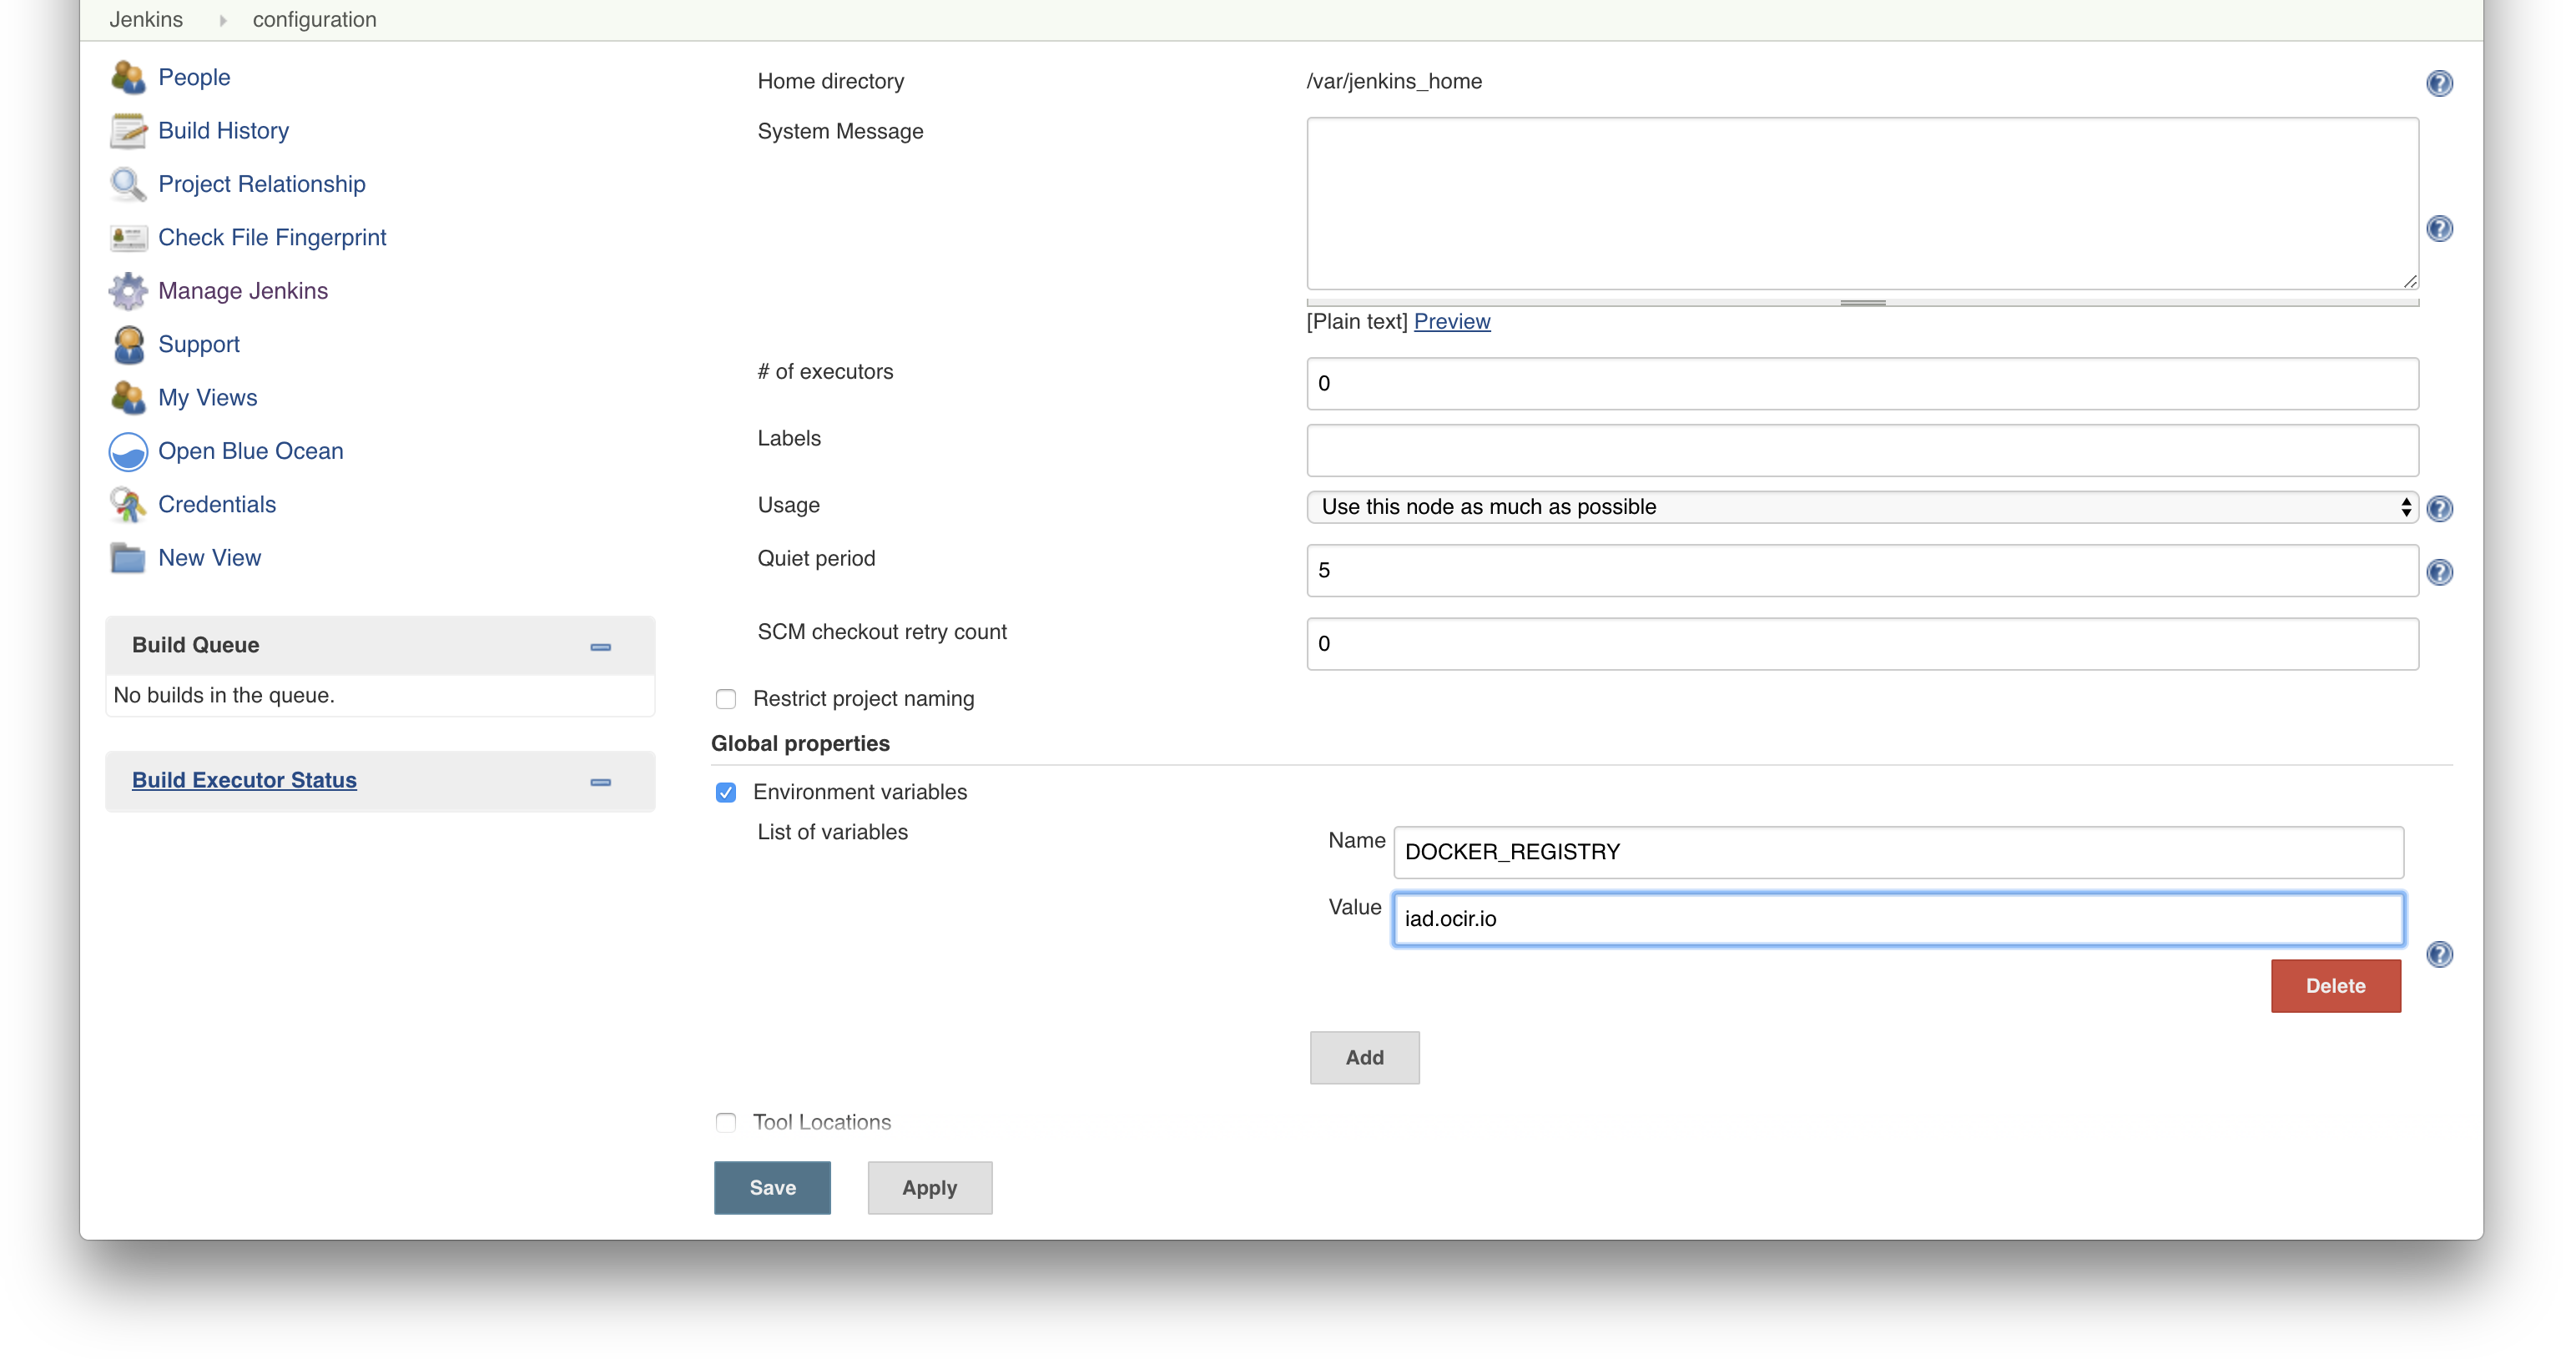 Jenkins configuration
People
Build History
Project Relationship
Check File Fingerprint
Manage Jenkins
Support
My Views
Open Blue Ocean
Credentials
New View
Build Queue
No builds in the queue.
Build Executor Status
Home directory /var/jenkins_home
System Message
[Plain text] Preview
# of executors 0
Labels
Usage Use this node as much as possible
Quiet period 5
SCM checkout retry count 0
Restrict project naming
Global properties
Environment variables
List of variables
Name DOCKER_REGISTRY
Value iad.ocir.io
Delete
Add
Tool Locations
Save Apply